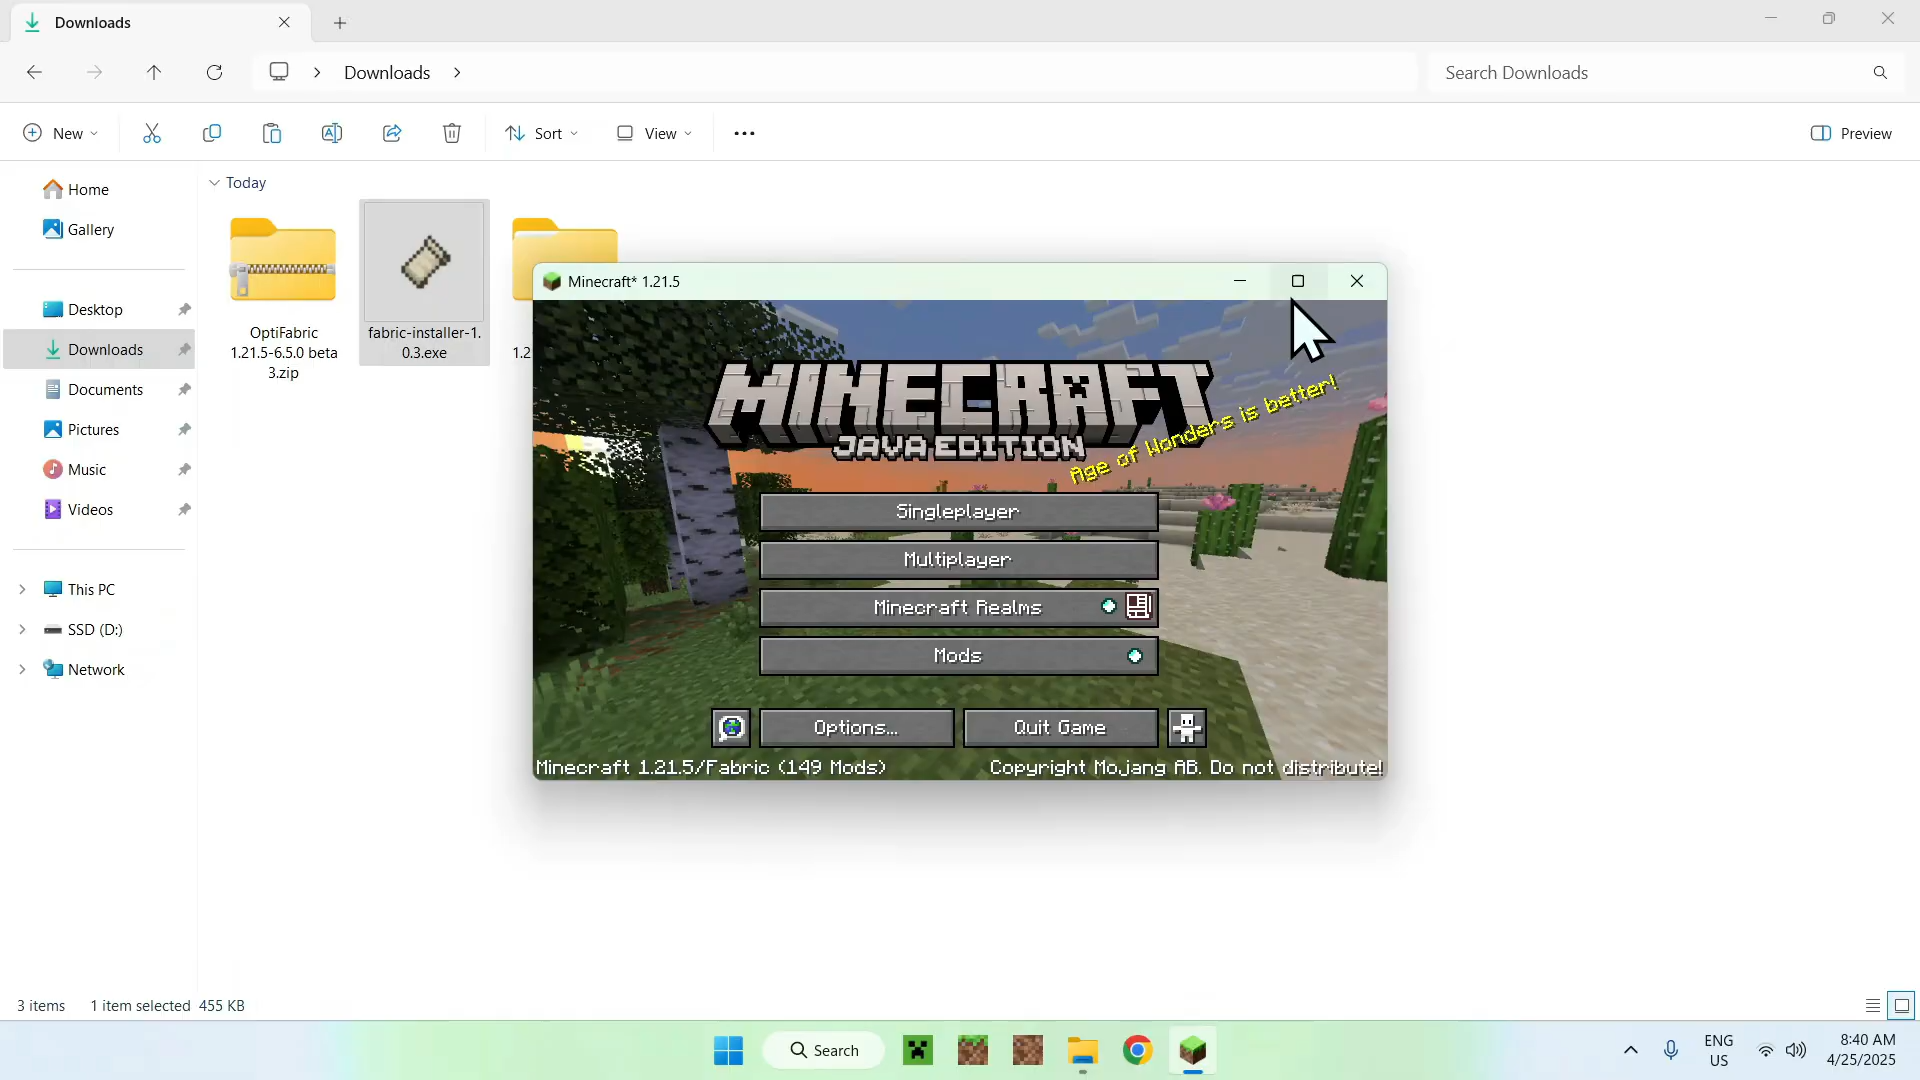 Downloads
Downloads
Search Downloads
New
Sort
View
Preview
Home
Gallery
Desktop
Downloads
Documents
Pictures
Music
Videos
This PC
SSD (D:)
Network
Today
OptiFabric
1.21.5-6.5.0 beta
3.zip
fabric-installer-1.
0.3.exe
1.2
Minecraft* 1.21.5
MINECRAFT
JAVA EDITION
Age of Wonders is better!
Singleplayer
Multiplayer
Minecraft Realms
Mods
Options...
Quit Game
Minecraft 1.21.5/Fabric (149 Mods)
Copyright Mojang AB. Do not distribute!
3 items
1 item selected 455 KB
Search
ENG
US
8:40 AM
4/25/2025